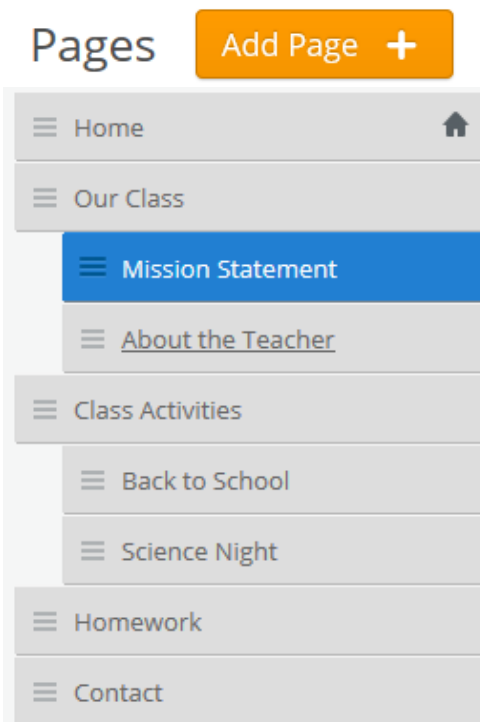 Pages
Add Page +
Home
Our Class
Mission Statement
About the Teacher
Class Activities
Back to School
Science Night
Homework
Contact